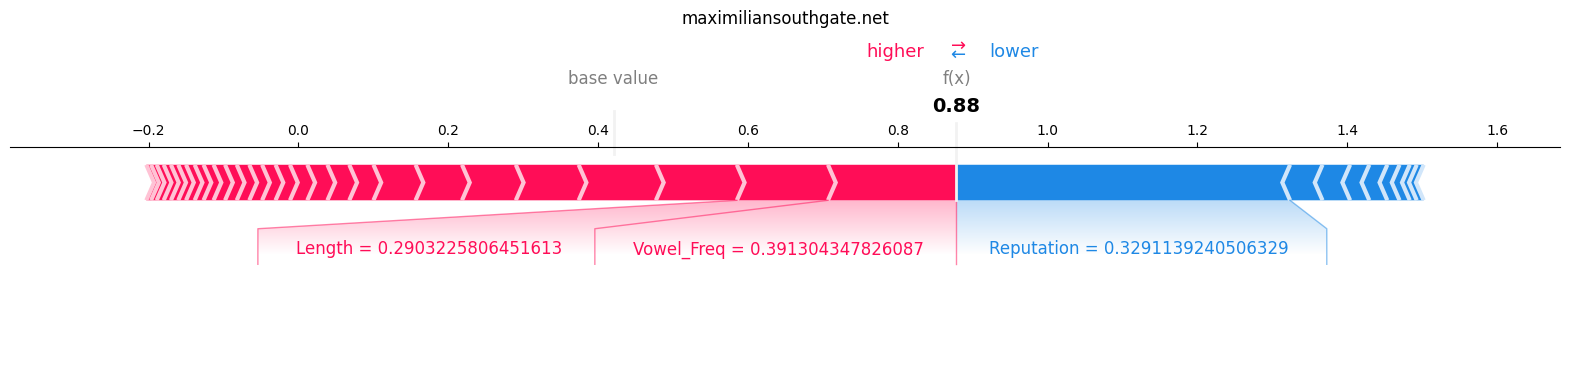 maximiliansouthgate.net
higher → ← lower
base value f(x)
0.88
−0.2 0.0 0.2 0.4 0.6 0.8 1.0 1.2 1.4 1.6
Length = 0.2903225806451613 Vowel_Freq = 0.391304347826087 Reputation = 0.3291139240506329